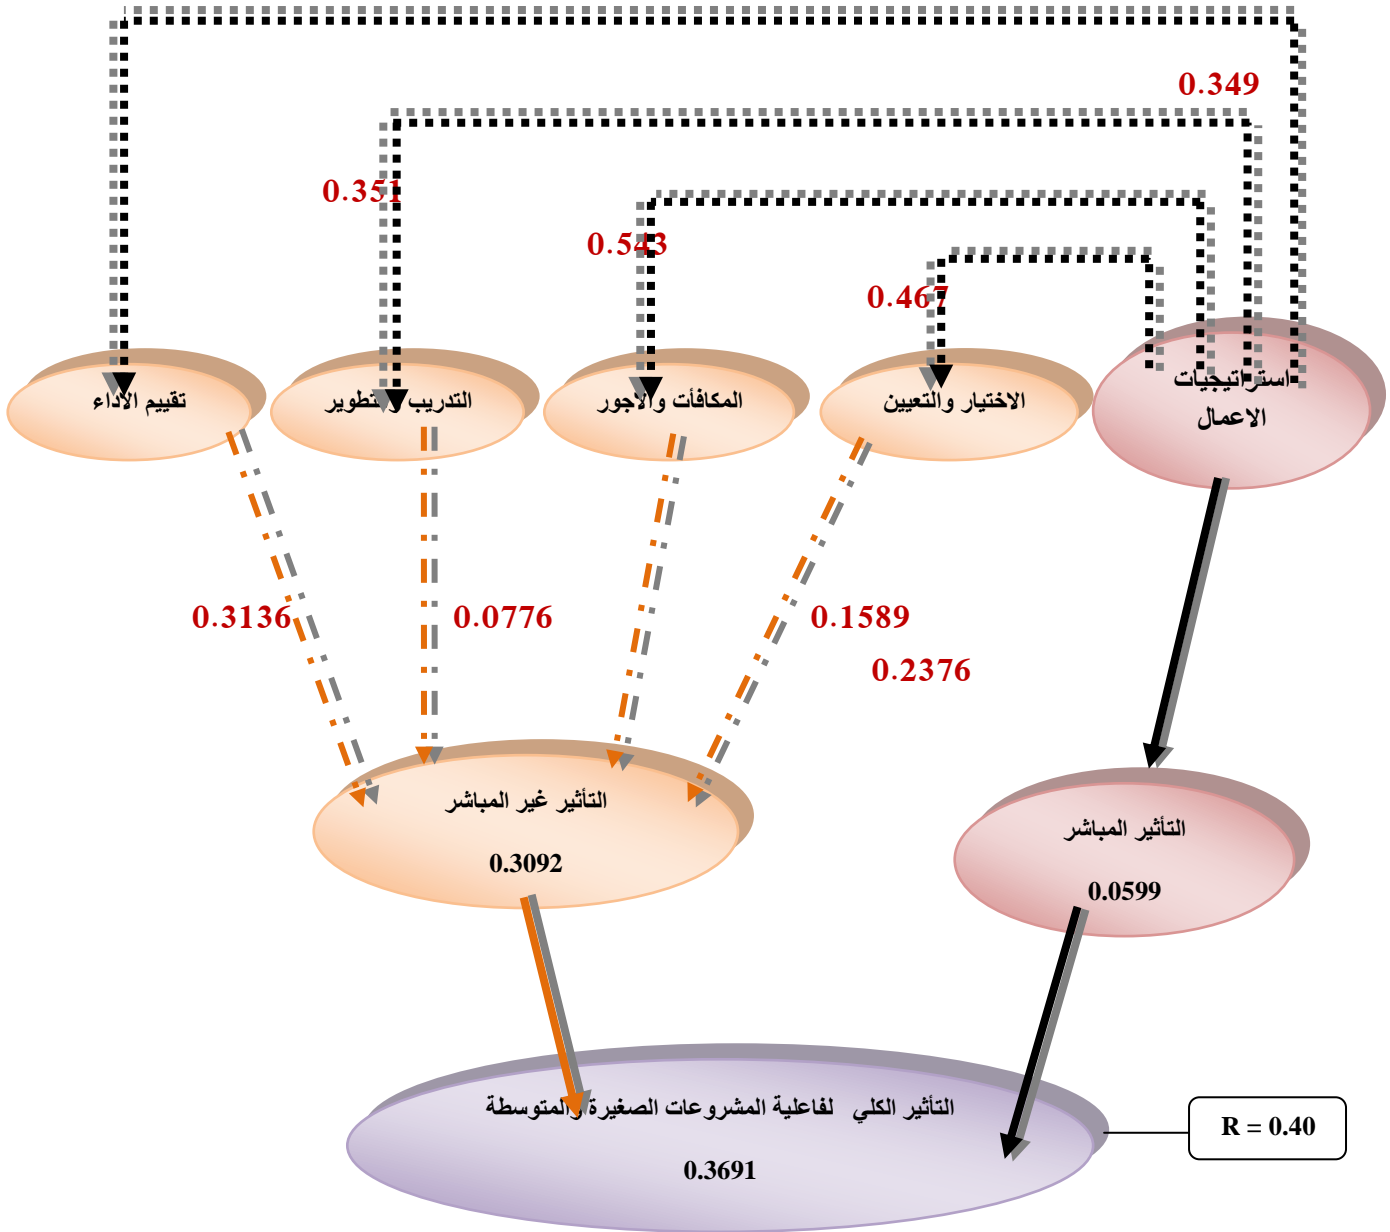 0.349
0.351
0.543
0.467
استراتيجيات
الاعمال
الاختيار والتعيين
المكافأت والأجور
التدريب والتطوير
تقييم الأداء
0.3136
0.0776
0.1589
0.2376
التأثير المباشر
0.0599
التأثير غير المباشر
0.3092
التأثير الكلي لفاعلية المشروعات الصغيرة والمتوسطة
0.3691
R = 0.40